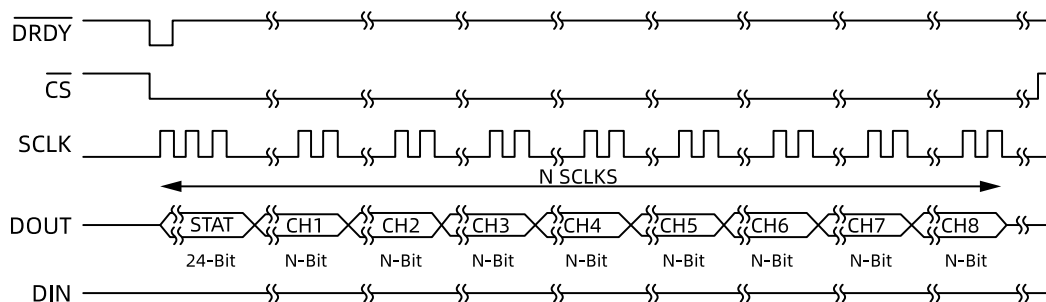 DRDY
CS
SCLK
N SCLKS
DOUT STAT CH1 CH2 CH3 CH4 CH5 CH6 CH7 CH8
24-Bit N-Bit N-Bit N-Bit N-Bit N-Bit N-Bit N-Bit N-Bit
DIN